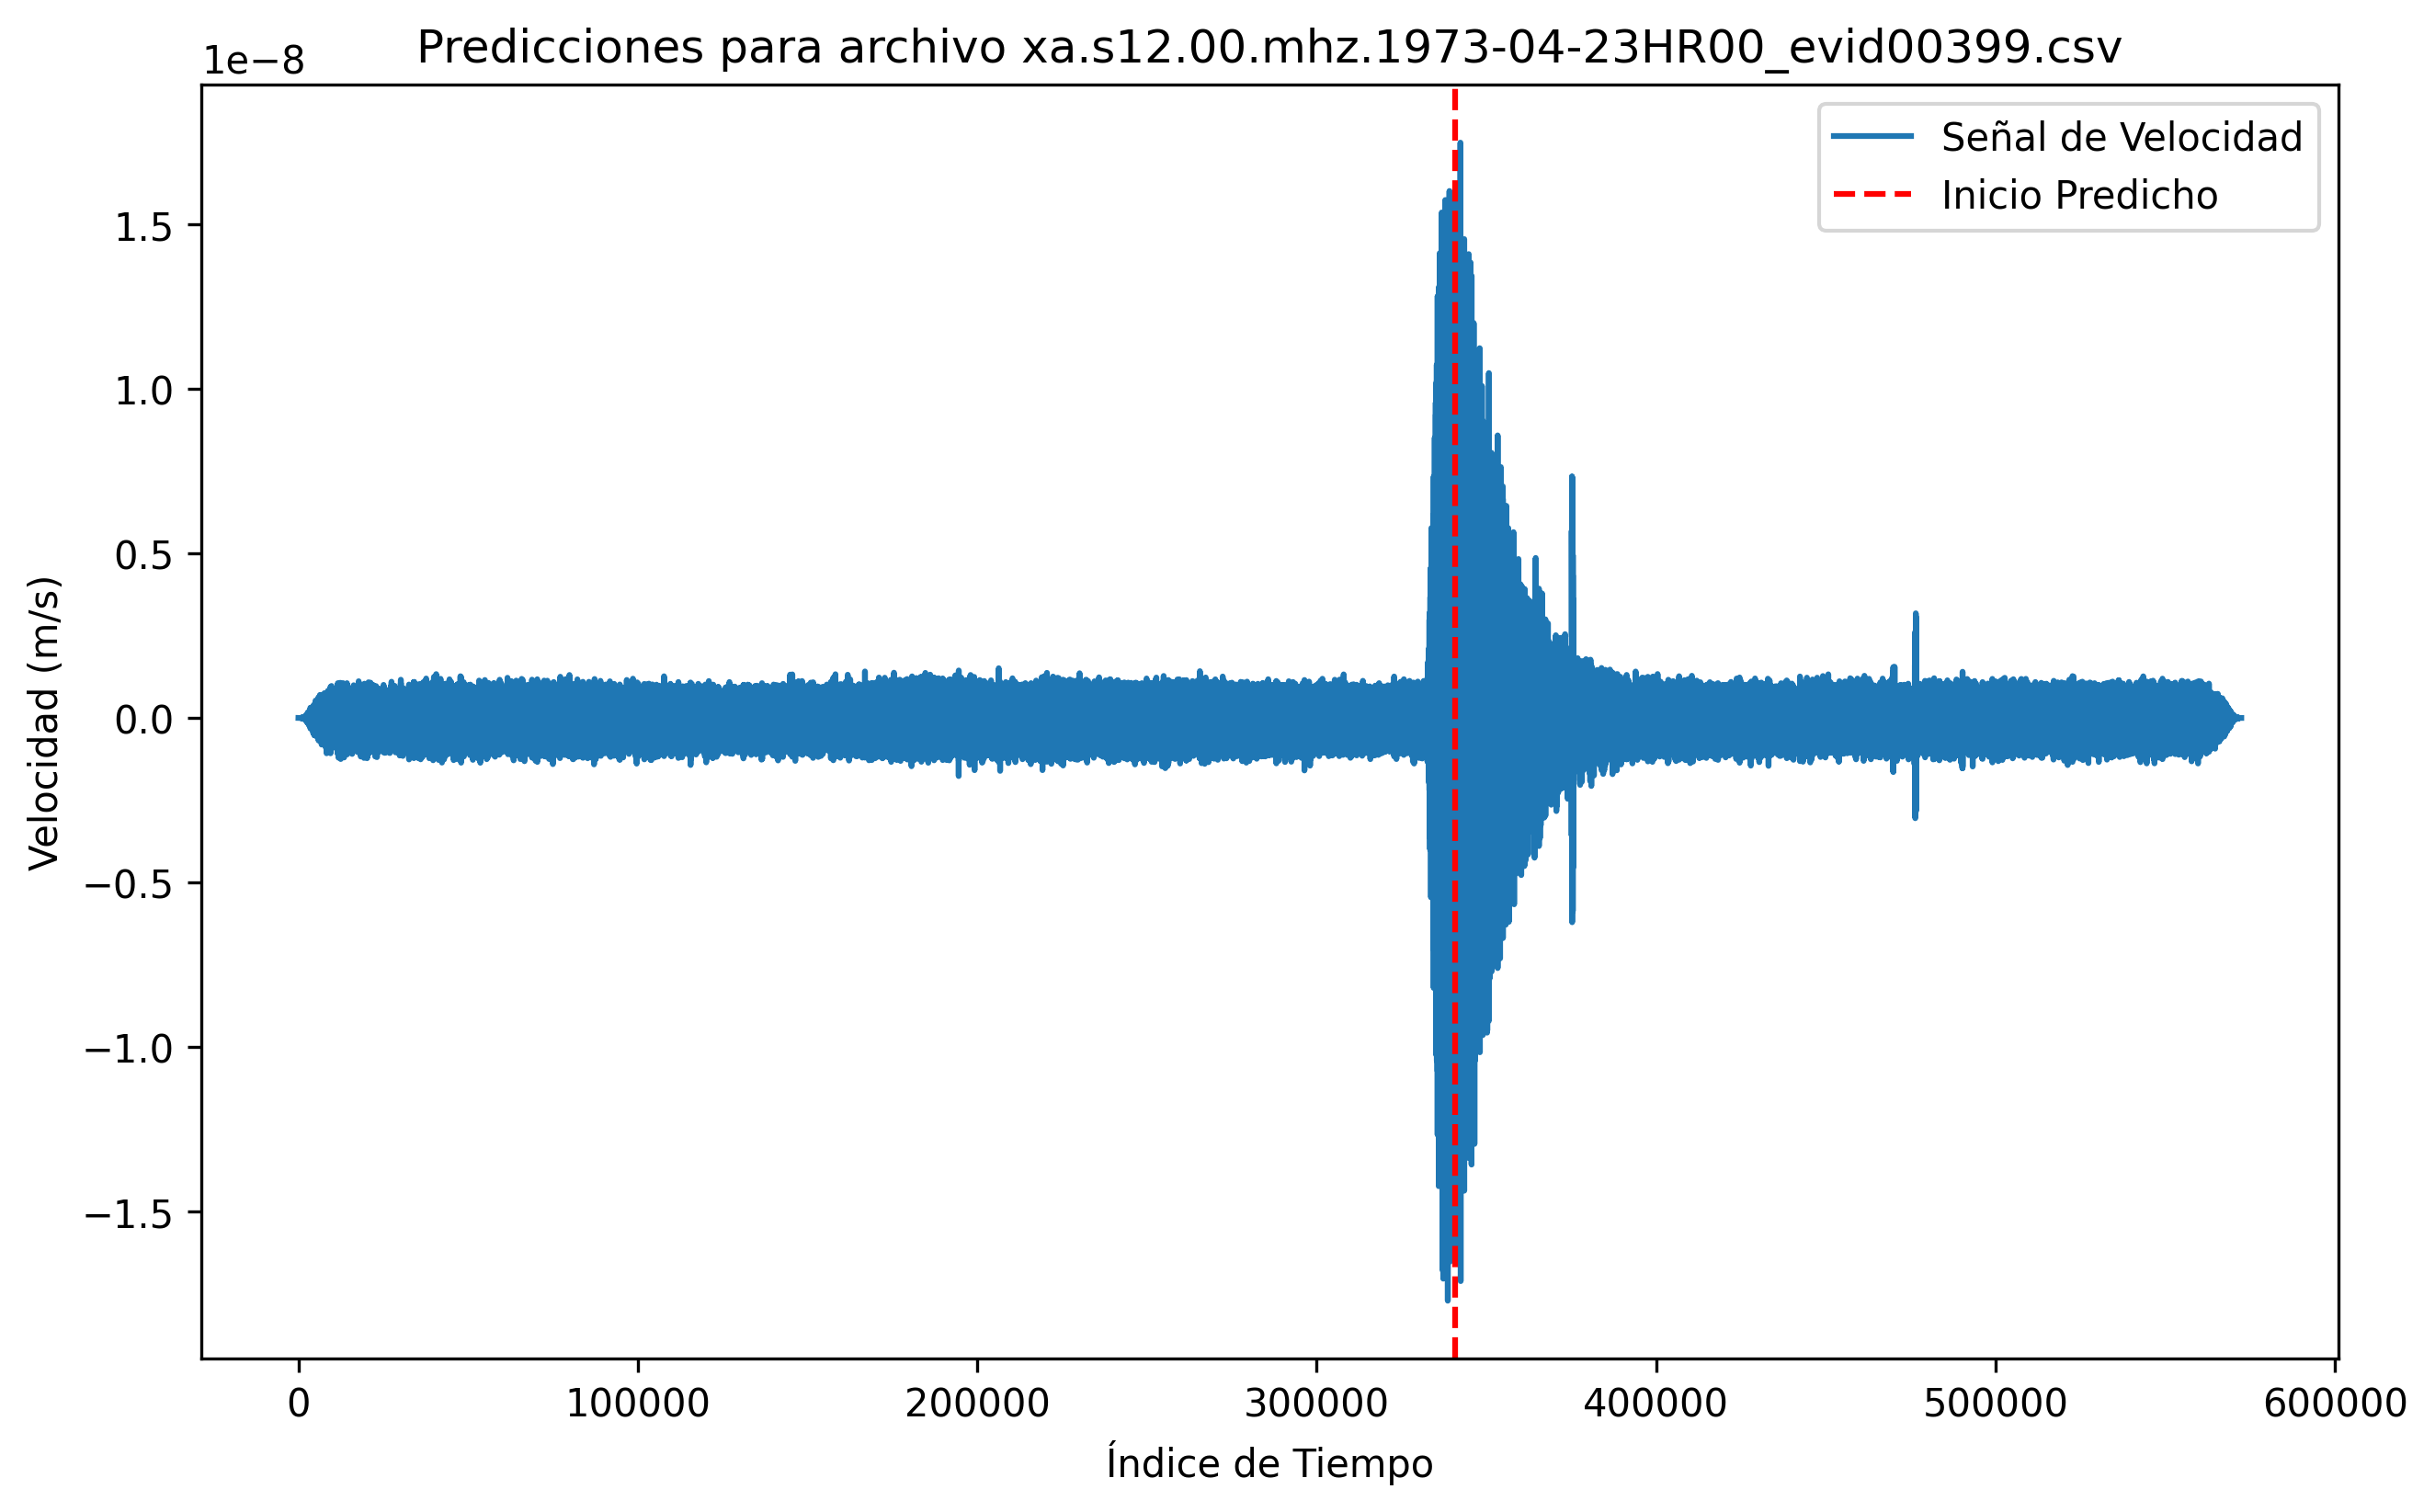 Predicciones para archivo xa.s12.00.mhz.1973-04-23HR00_evid00399.csv
1e−8
Señal de Velocidad
Inicio Predicho
1.5
1.0
0.5
0.0
−0.5
−1.0
−1.5
Velocidad (m/s)
0 100000 200000 300000 400000 500000 600000
Índice de Tiempo